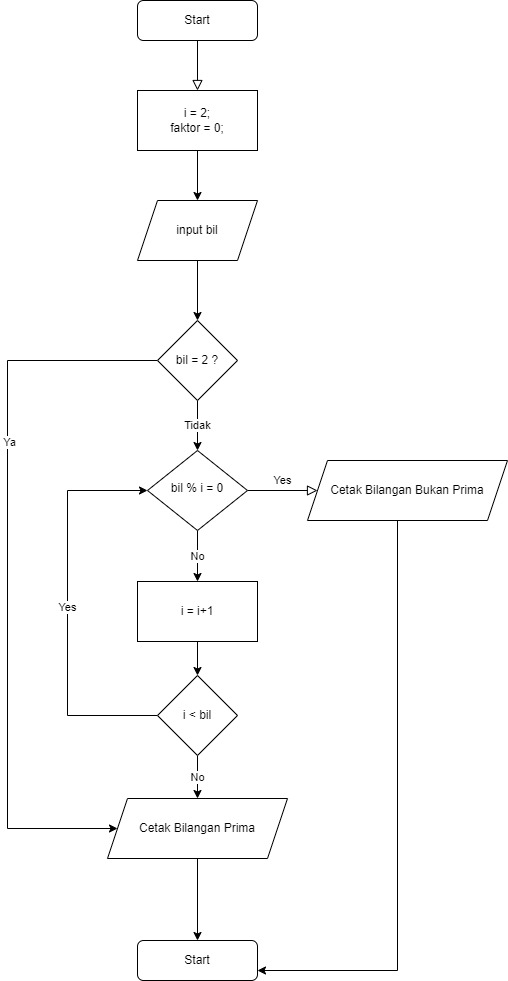 Start
i = 2;
faktor = 0;
input bil
bil = 2 ?
Tidak
Ya
bil % i = 0
Yes
Cetak Bilangan Bukan Prima
No
i = i+1
Yes
i < bil
No
Cetak Bilangan Prima
Start